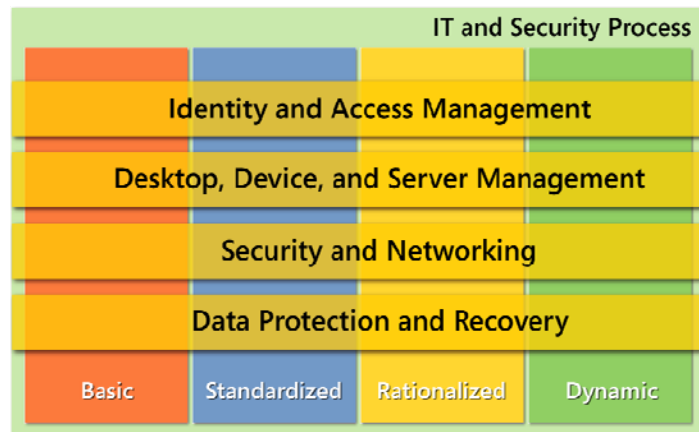 IT and Security Process
Identity and Access Management
Desktop, Device, and Server Management
Security and Networking
Data Protection and Recovery
Basic Standardized Rationalized Dynamic